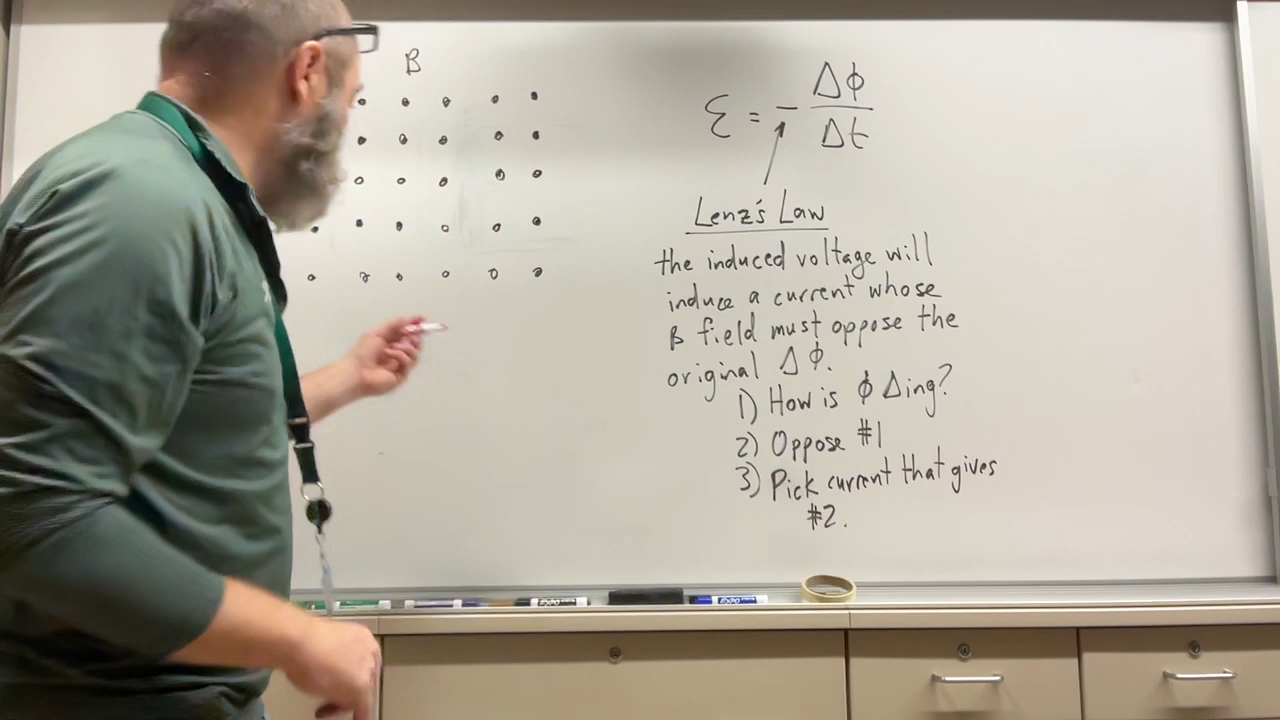 B
ε = - Δϕ
Δt
Lenz's Law
the induced voltage will
induce a current whose
B field must oppose the
original Δϕ.
1) How is ϕ Δing?
2) Oppose #1
3) Pick current that gives
#2.